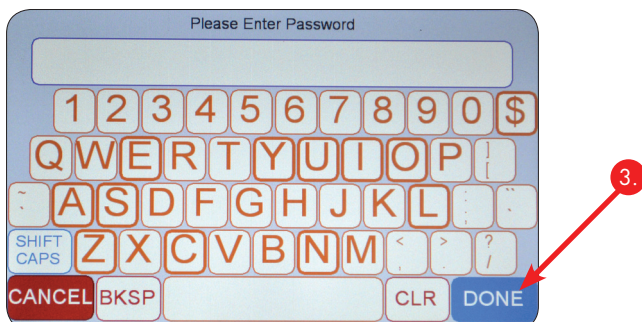 Please Enter Password
1 2 3 4 5 6 7 8 9 0 $
Q W E R T Y U I O P ] [
~ ` A S D F G H J K L : ; " '
SHIFT CAPS Z X C V B N M < , > . ? /
CANCEL BKSP CLR DONE
3.